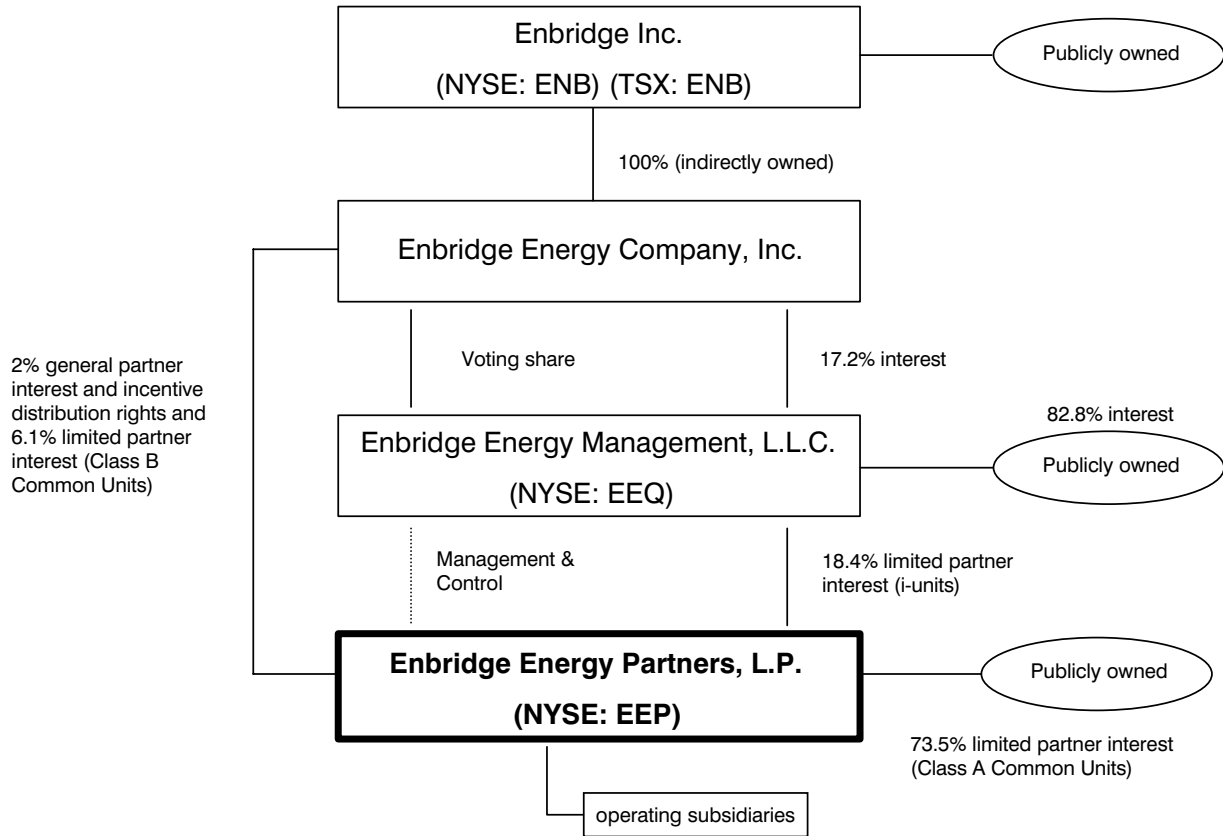 Enbridge Inc.
(NYSE: ENB) (TSX: ENB)
Publicly owned
100% (indirectly owned)
Enbridge Energy Company, Inc.
2% general partner
interest and incentive
distribution rights and
6.1% limited partner
interest (Class B
Common Units)
Voting share
17.2% interest
Enbridge Energy Management, L.L.C.
(NYSE: EEQ)
82.8% interest
Publicly owned
Management &
Control
18.4% limited partner
interest (i-units)
Enbridge Energy Partners, L.P.
(NYSE: EEP)
Publicly owned
73.5% limited partner interest
(Class A Common Units)
operating subsidiaries